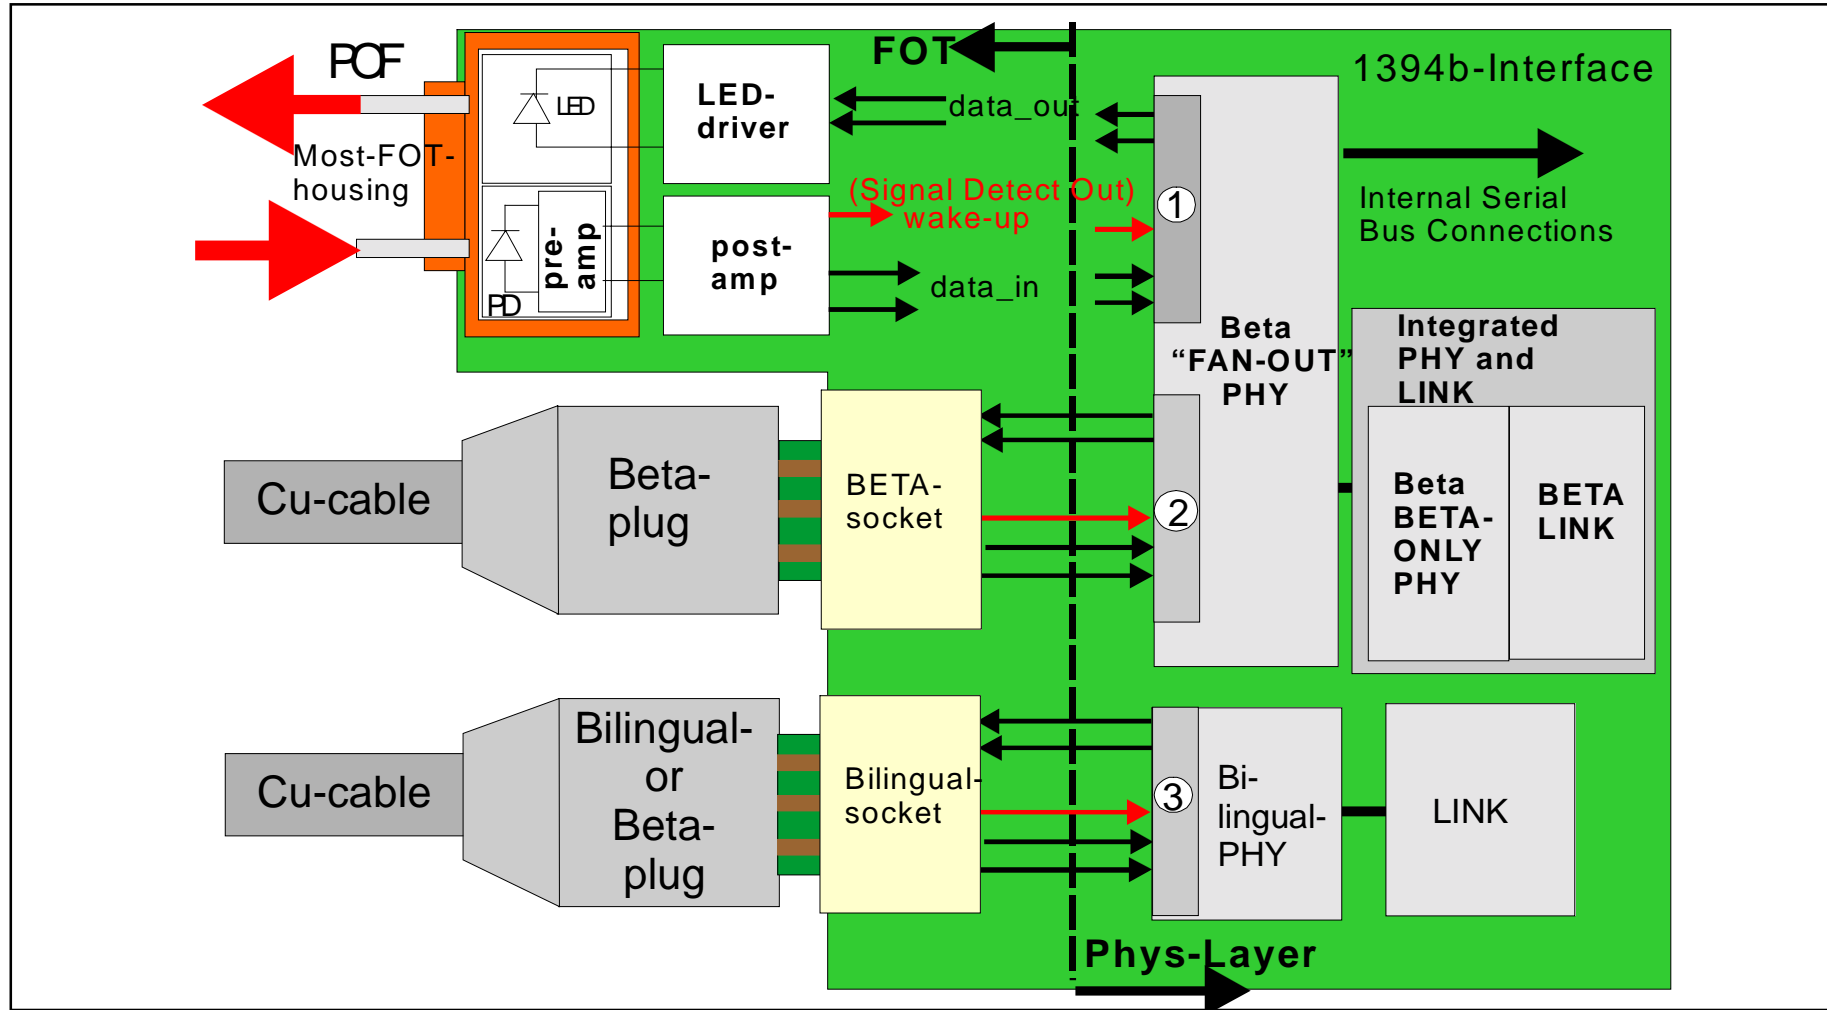 POF
FOT
1394b-Interface
LED
LED-
driver
data_out
Most-FOT-
housing
(Signal Detect Out)
wake-up
1
Internal Serial
Bus Connections
pre-
amp
PD
post-
amp
data_in
Beta
“FAN-OUT”
PHY
Integrated
PHY and
LINK
Cu-cable
Beta-
plug
BETA-
socket
2
Beta
BETA-
ONLY
PHY
BETA
LINK
Cu-cable
Bilingual-
or
Beta-
plug
Bilingual-
socket
3
Bi-
lingual-
PHY
LINK
Phys-Layer